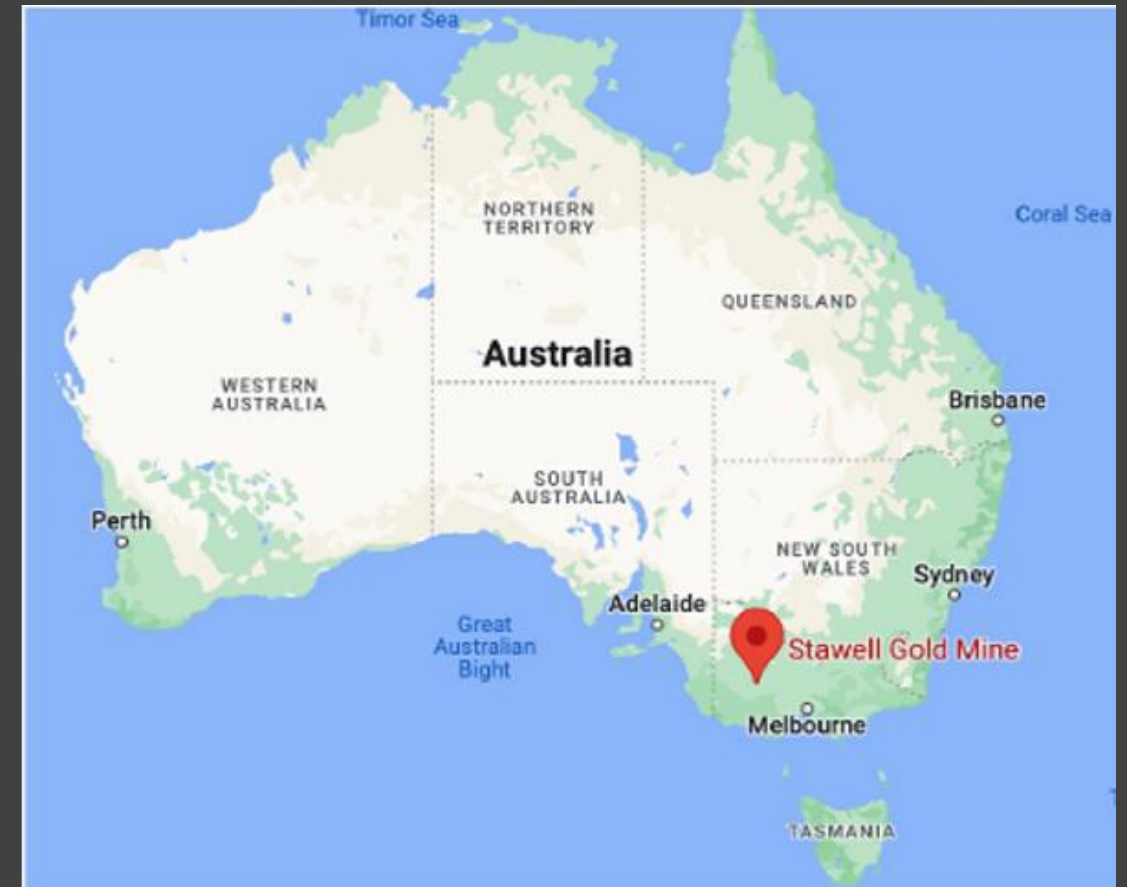 Timor Sea
Coral Sea
NORTHERN
TERRITORY
QUEENSLAND
Australia
WESTERN
AUSTRALIA
Brisbane
SOUTH
AUSTRALIA
Perth
NEW SOUTH
WALES
Sydney
Adelaide
Great
Australian
Bight
Stawell Gold Mine
Melbourne
TASMANIA